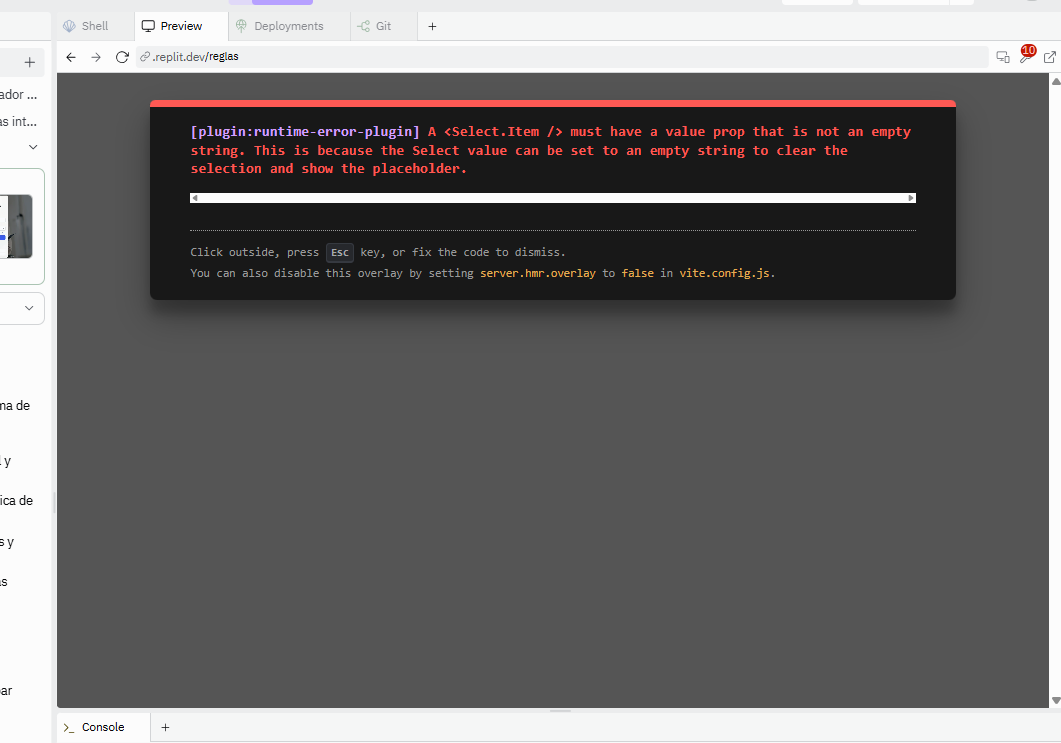 Shell
Preview
Deployments
Git
.replit.dev/reglas
10
ador ...
as int...
[plugin:runtime-error-plugin] A <Select.Item /> must have a value prop that is not an empty
string. This is because the Select value can be set to an empty string to clear the
selection and show the placeholder.
Click outside, press Esc key, or fix the code to dismiss.
You can also disable this overlay by setting server.hmr.overlay to false in vite.config.js.
ma de
l y
ica de
s y
as
ar
>_ Console